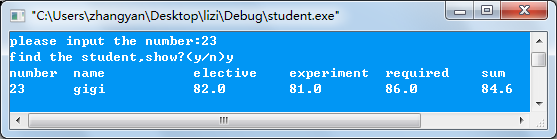 "C:\Users\zhangyan\Desktop\lizi\Debug\student.exe"
please input the number:23
find the student,show?(y/n)y
number name elective experiment required sum
23 gigi 82.0 81.0 86.0 84.6